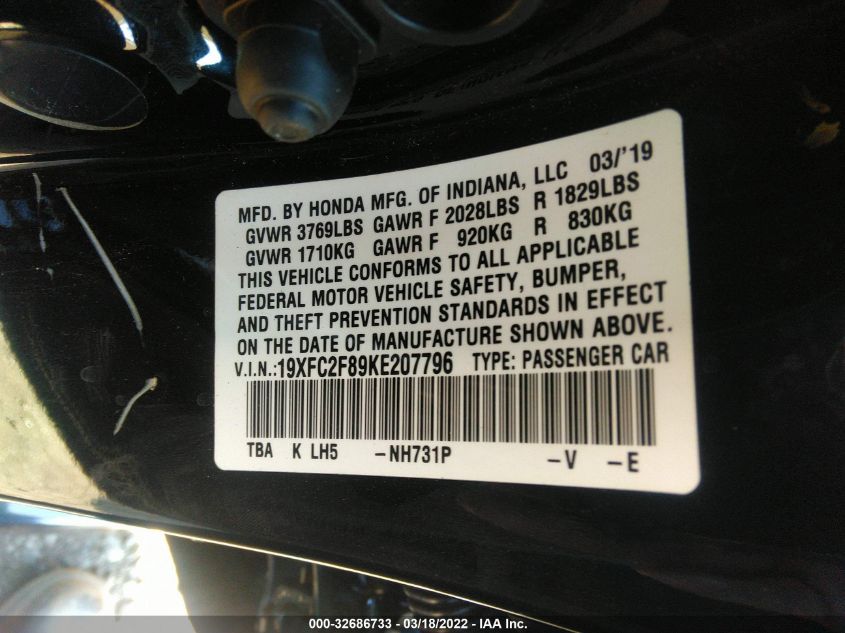 MFD. BY HONDA MFG. OF INDIANA, LLC 03/'19
GVWR 3769LBS GAWR F 2028LBS R 1829LBS
GVWR 1710KG GAWR F 920KG R 830KG
THIS VEHICLE CONFORMS TO ALL APPLICABLE
FEDERAL MOTOR VEHICLE SAFETY, BUMPER,
AND THEFT PREVENTION STANDARDS IN EFFECT
ON THE DATE OF MANUFACTURE SHOWN ABOVE.
V.I.N.:19XFC2F89KE207796 TYPE: PASSENGER CAR
TBA K LH5 -NH731P -V -E
000-32686733 - 03/18/2022 - IAA Inc.